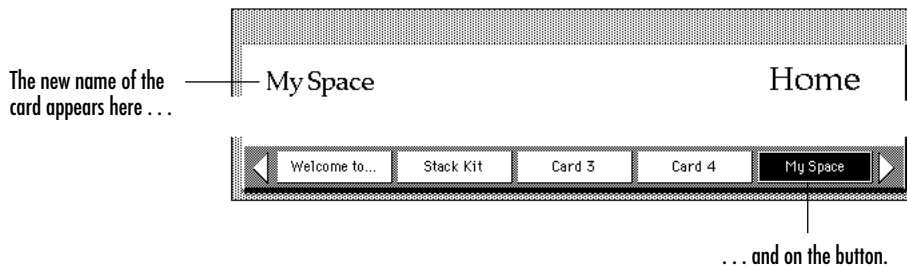 The new name of the
card appears here . . .
My Space
Home
Welcome to...
Stack Kit
Card 3
Card 4
My Space
. . . and on the button.